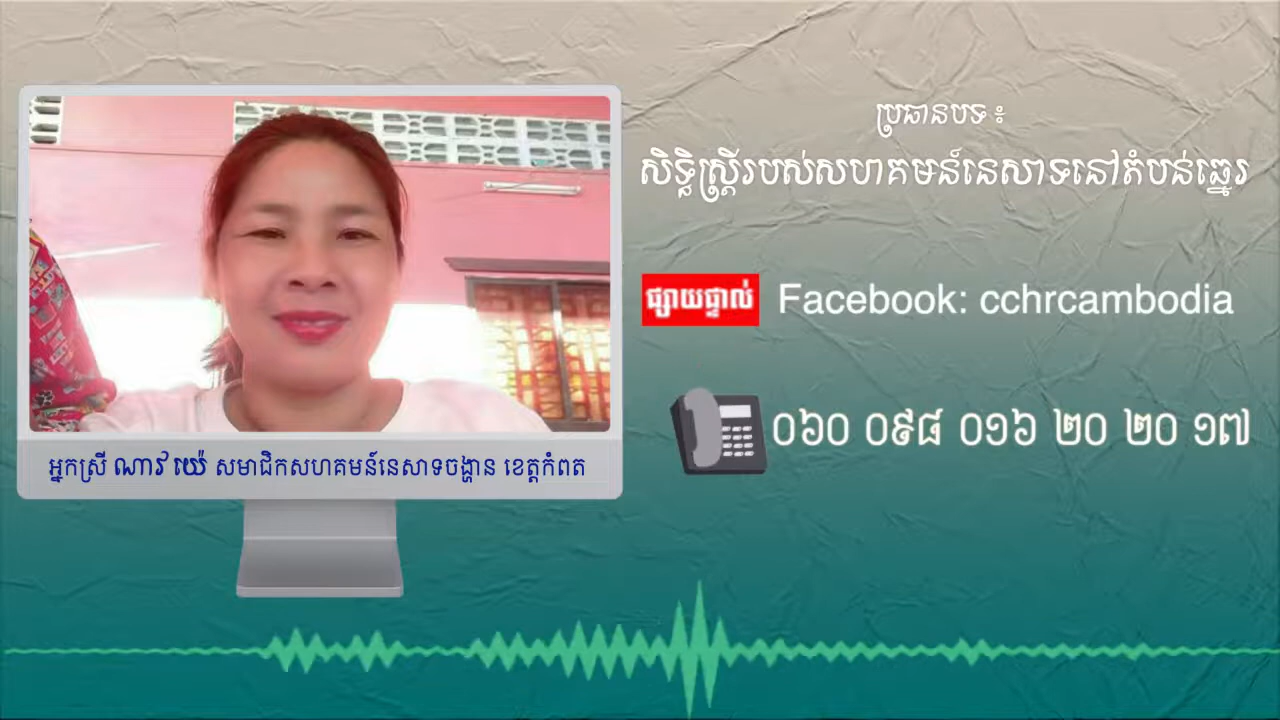 ប្រធានបទ៖
សិទ្ធិស្ត្រីរបស់សហគមន៍នេសាទនៅតំបន់ឆ្នេរ
ផ្សាយផ្ទាល់ Facebook: cchrcambodia
០៦០ ០៩៨ ០១៦ ២០ ២០ ១៧
អ្នកស្រី ណាវ យ៉េ សមាជិកសហគមន៍នេសាទចង្ហាន ខេត្តកំពត